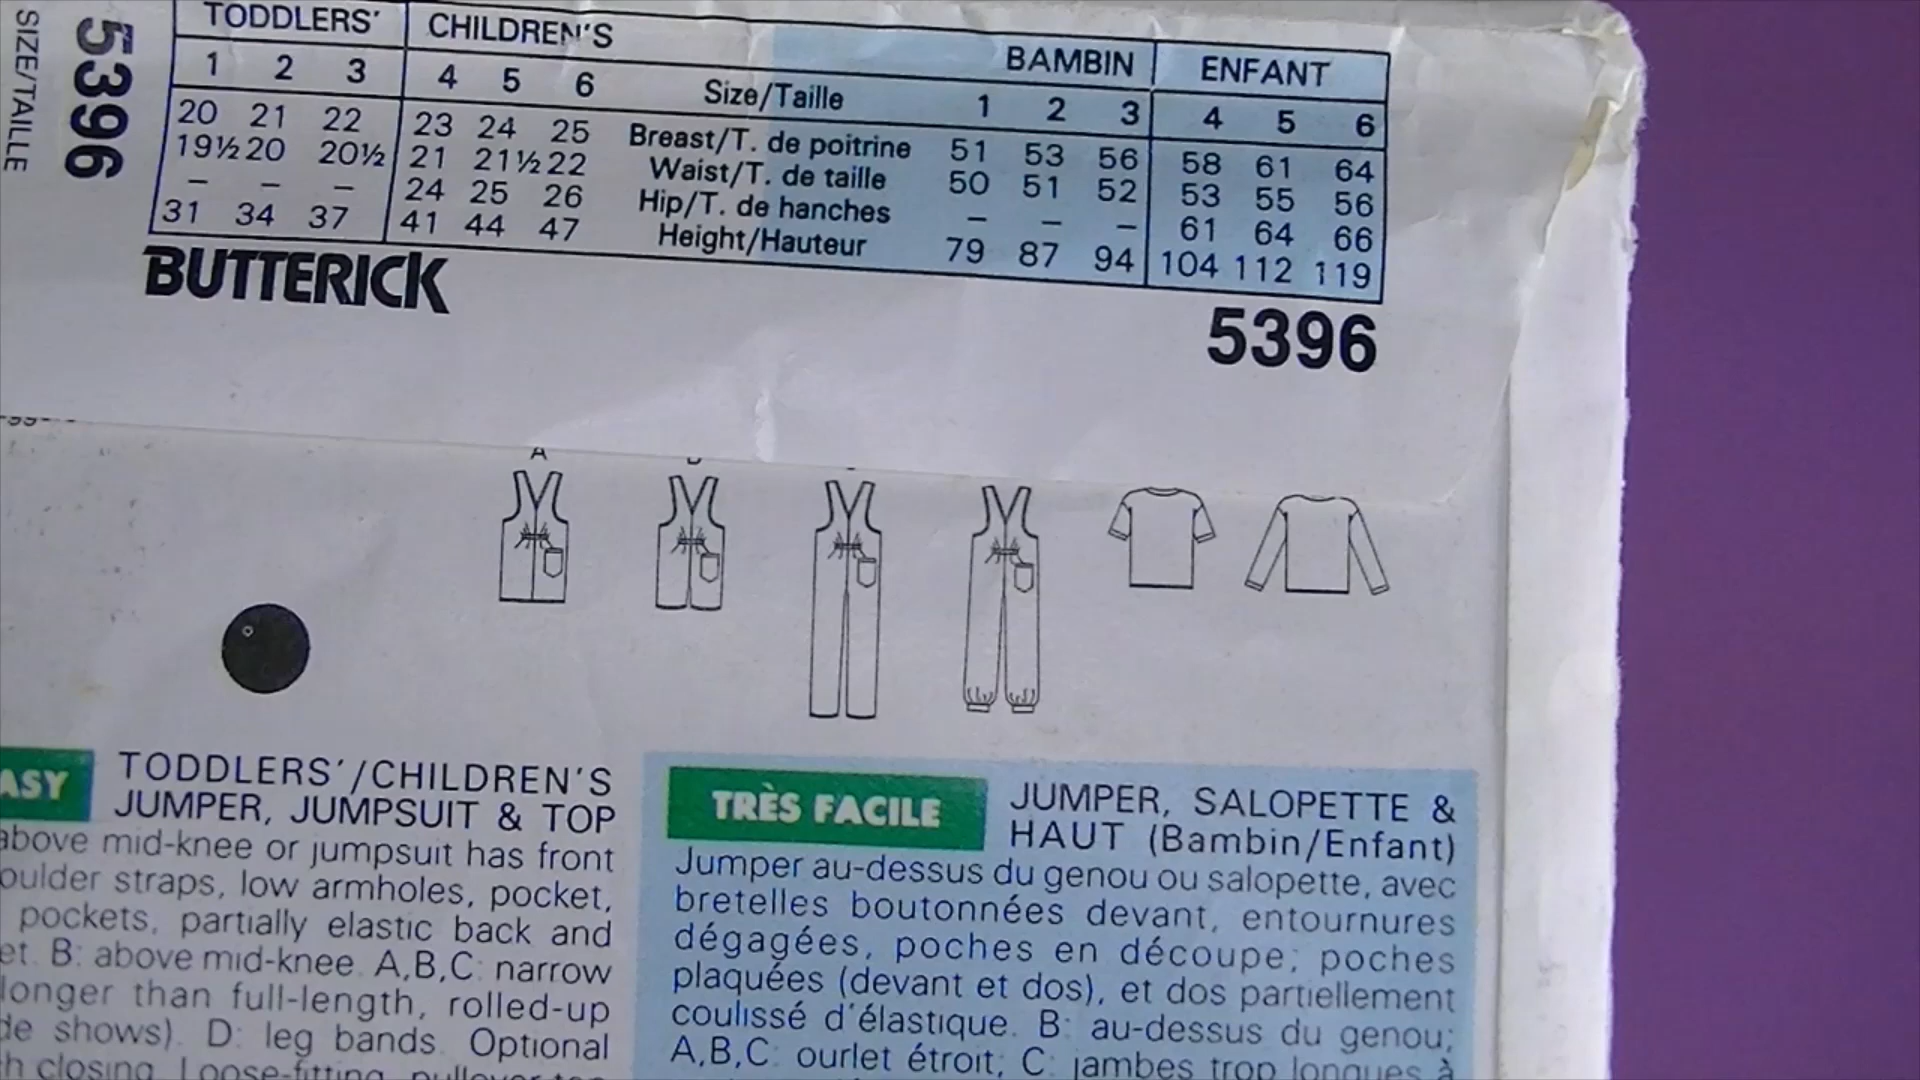 SIZE/TAILLE
5396
TODDLERS' CHILDREN'S BAMBIN ENFANT
1 2 3 4 5 6 Size/Taille 1 2 3 4 5 6
20 21 22 23 24 25 Breast/T. de poitrine 51 53 56 58 61 64
19½ 20 20½ 21 21½ 22 Waist/T. de taille 50 51 52 53 55 56
– – – 24 25 26 Hip/T. de hanches – – – 61 64 66
31 34 37 41 44 47 Height/Hauteur 79 87 94 104 112 119
BUTTERICK
5396
A
ASY TODDLERS'/CHILDREN'S
JUMPER, JUMPSUIT & TOP
above mid-knee or jumpsuit has front
oulder straps, low armholes, pocket,
pockets, partially elastic back and
et. B: above mid-knee. A,B,C: narrow
longer than full-length, rolled-up
de shows). D: leg bands. Optional
h closing. Loose-fitting, pullover
TRÈS FACILE JUMPER, SALOPETTE &
HAUT (Bambin/Enfant)
Jumper au-dessus du genou ou salopette, avec
bretelles boutonnées devant, entournures
dégagées, poches en découpe; poches
plaquées (devant et dos), et dos partiellement
coulissé d'élastique. B: au-dessus du genou;
A,B,C: ourlet étroit; C: jambes trop longues à